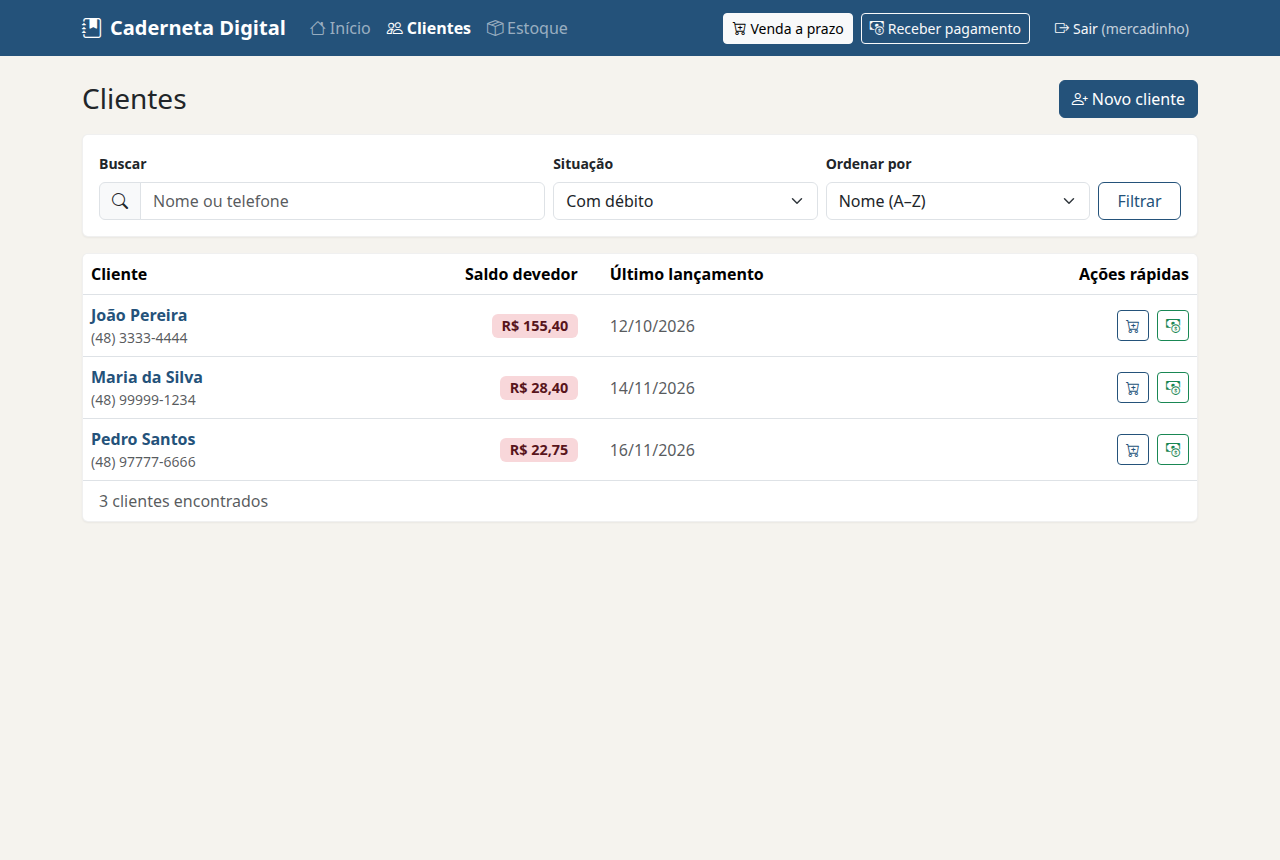 Caderneta Digital Início Clientes Estoque Venda a prazo Receber pagamento Sair (mercadinho)
Clientes Novo cliente
Buscar Situação Ordenar por
Nome ou telefone Com débito Nome (A–Z) Filtrar
Cliente Saldo devedor Último lançamento Ações rápidas
João Pereira
(48) 3333-4444 R$ 155,40 12/10/2026
Maria da Silva
(48) 99999-1234 R$ 28,40 14/11/2026
Pedro Santos
(48) 97777-6666 R$ 22,75 16/11/2026
3 clientes encontrados